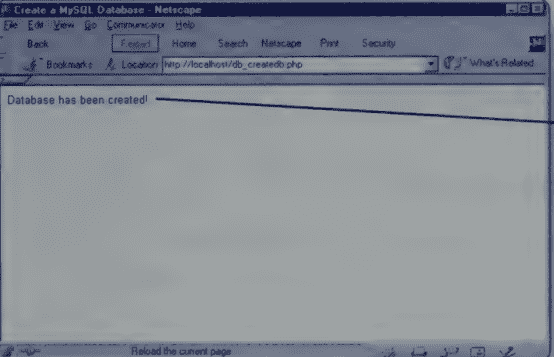 Create a MySQL Database - Netscape
File Edit View Go Communicator Help
Back Reload Home Search Netscape Print Security
Bookmarks Location http://localhost/db_createdb.php What's Related
Database has been created!
Reload the current page